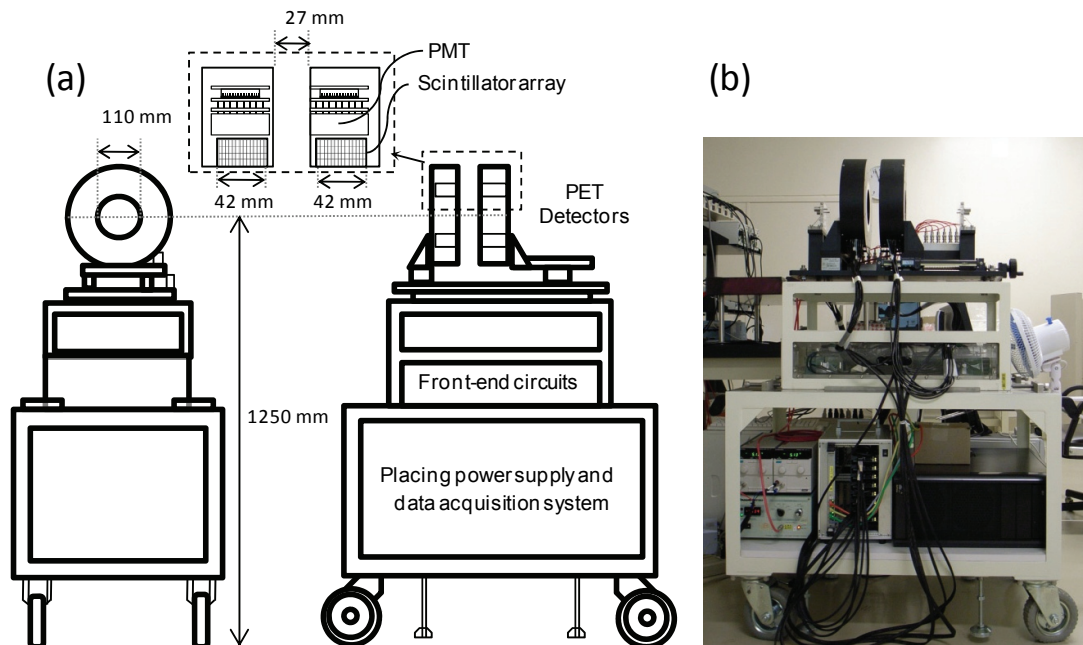 27 mm
(a)
PMT
(b)
Scintillator array
110 mm
42 mm
42 mm
PET
Detectors
Front-end circuits
1250 mm
Placing power supply and
data acquisition system